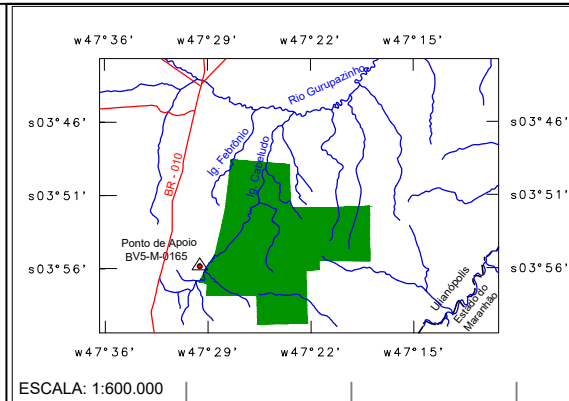 w47°36' w47°29' w47°22' w47°15'
Rio Gurupazinho
s03°46' s03°46'
Ig. Febrônio
Ig. Cabeludo
BR - 010
s03°51' s03°51'
Ponto de Apoio
BV5-M-0165
s03°56' s03°56'
Ulianópolis
Estado do
Maranhão
w47°36' w47°29' w47°22' w47°15'
ESCALA: 1:600.000